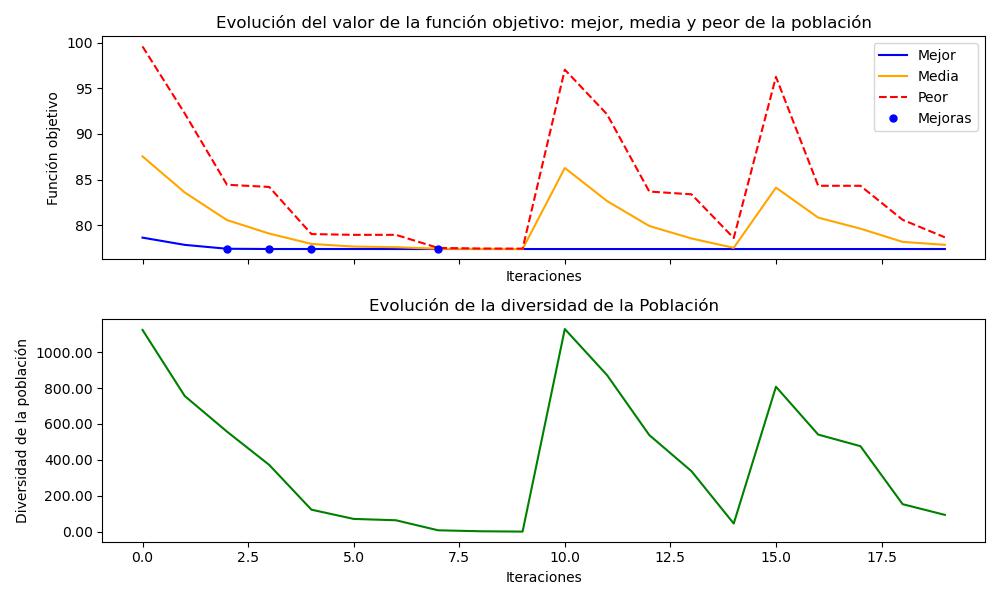 Evolución del valor de la función objetivo: mejor, media y peor de la población
100
95
90
85
80
Función objetivo
Mejor
Media
Peor
Mejoras
Iteraciones
Evolución de la diversidad de la Población
1000.00
800.00
600.00
400.00
200.00
0.00
Diversidad de la población
0.0 2.5 5.0 7.5 10.0 12.5 15.0 17.5
Iteraciones